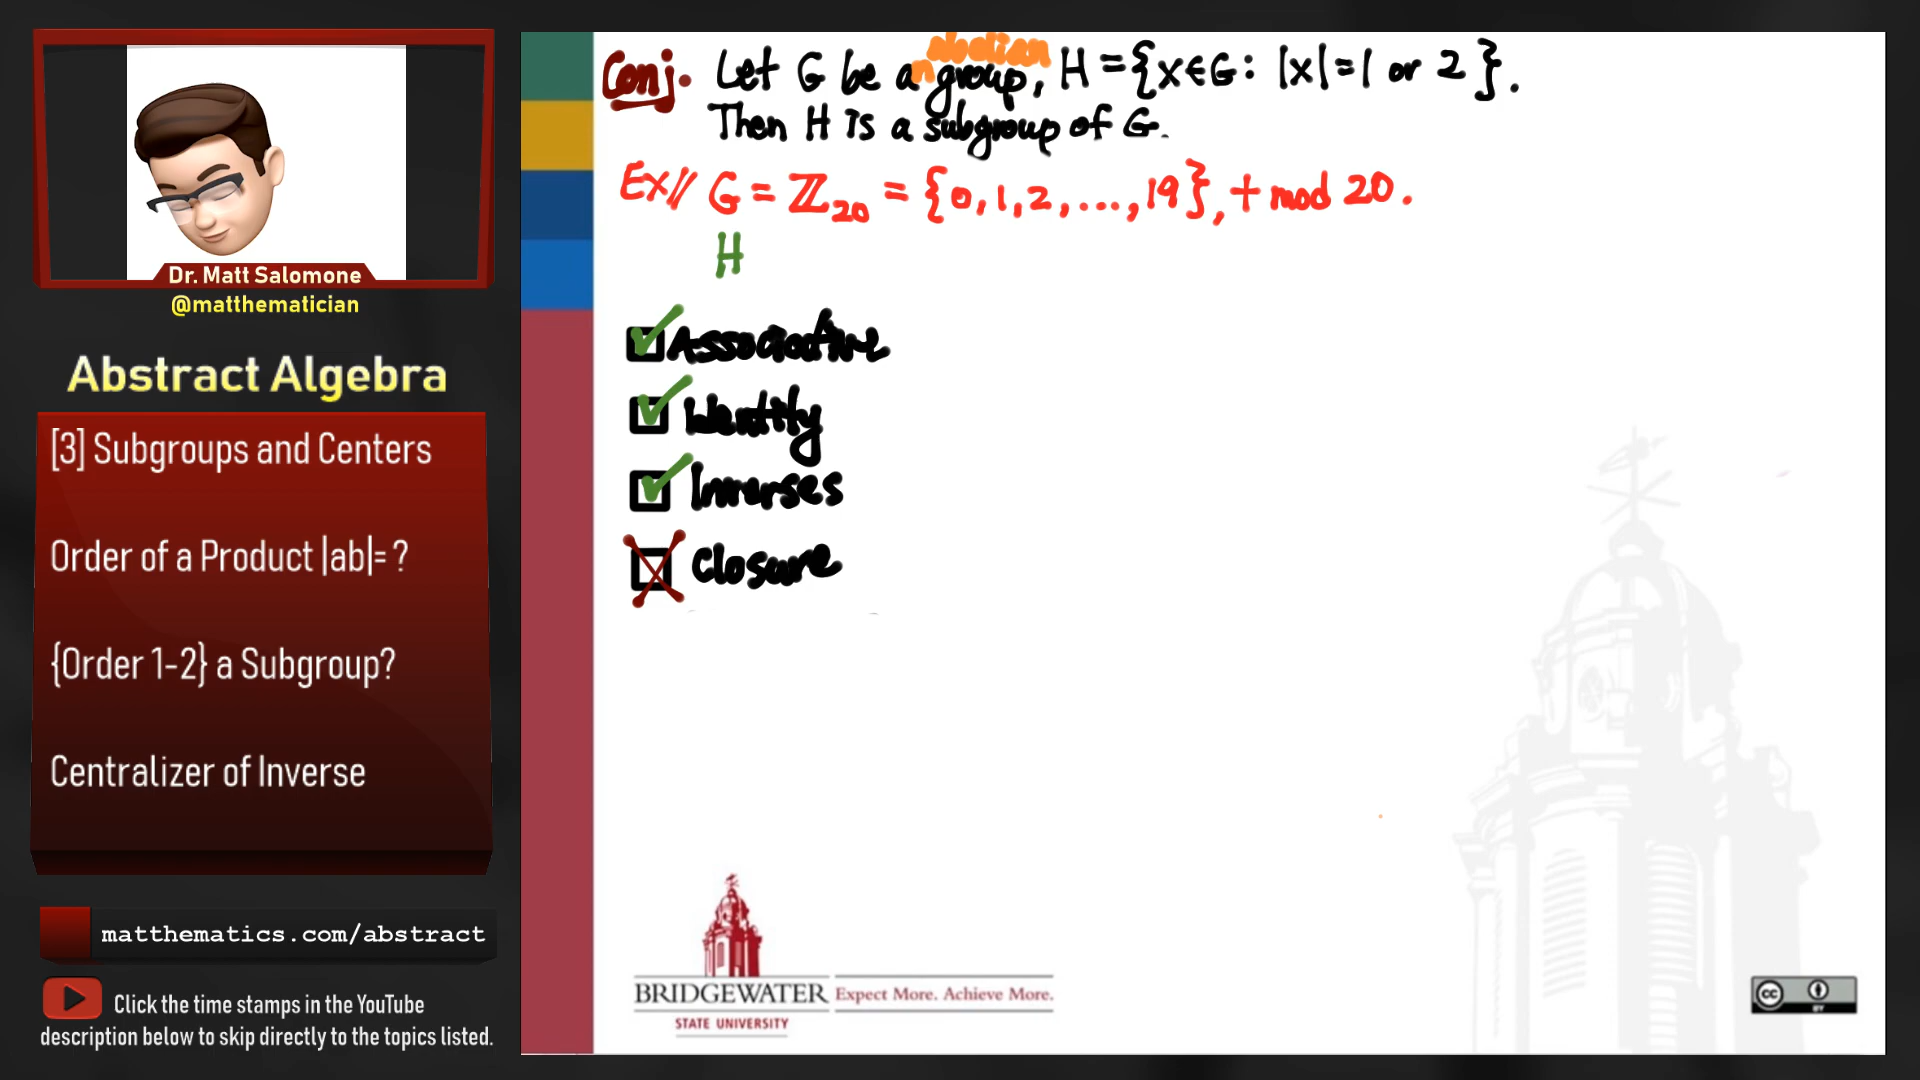 Dr. Matt Salomone
@matthematician
Abstract Algebra
[3] Subgroups and Centers
Order of a Product |ab|= ?
{Order 1-2} a Subgroup?
Centralizer of Inverse
matthematics.com/abstract
Click the time stamps in the YouTube
description below to skip directly to the topics listed.
Conj. Let G be an abelian group, H = {x∈G: |x|=1 or 2}.
Then H is a subgroup of G.
Ex// G = ℤ₂₀ = {0,1,2,...,19}, + mod 20.
H
Associative
Identity
Inverses
Closure
BRIDGEWATER
STATE UNIVERSITY
Expect More. Achieve More.
cc
BY